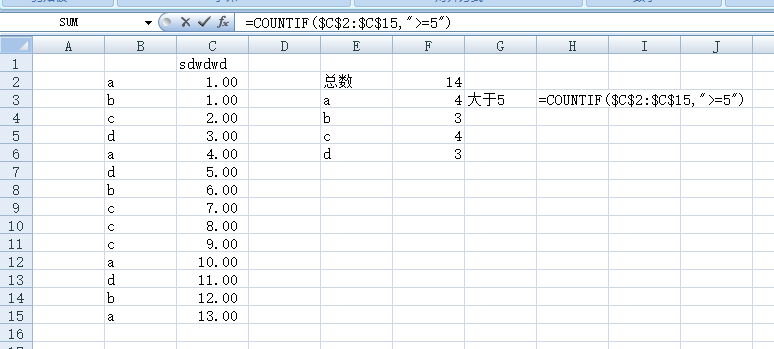 SUM =COUNTIF($C$2:$C$15,">=5")
A B C D E F G H I J
1 sdwdwd
2 a 1.00 总数 14
3 b 1.00 a 4 大于5 =COUNTIF($C$2:$C$15,">=5")
4 c 2.00 b 3
5 d 3.00 c 4
6 a 4.00 d 3
7 d 5.00
8 b 6.00
9 c 7.00
10 c 8.00
11 c 9.00
12 a 10.00
13 d 11.00
14 b 12.00
15 a 13.00
16